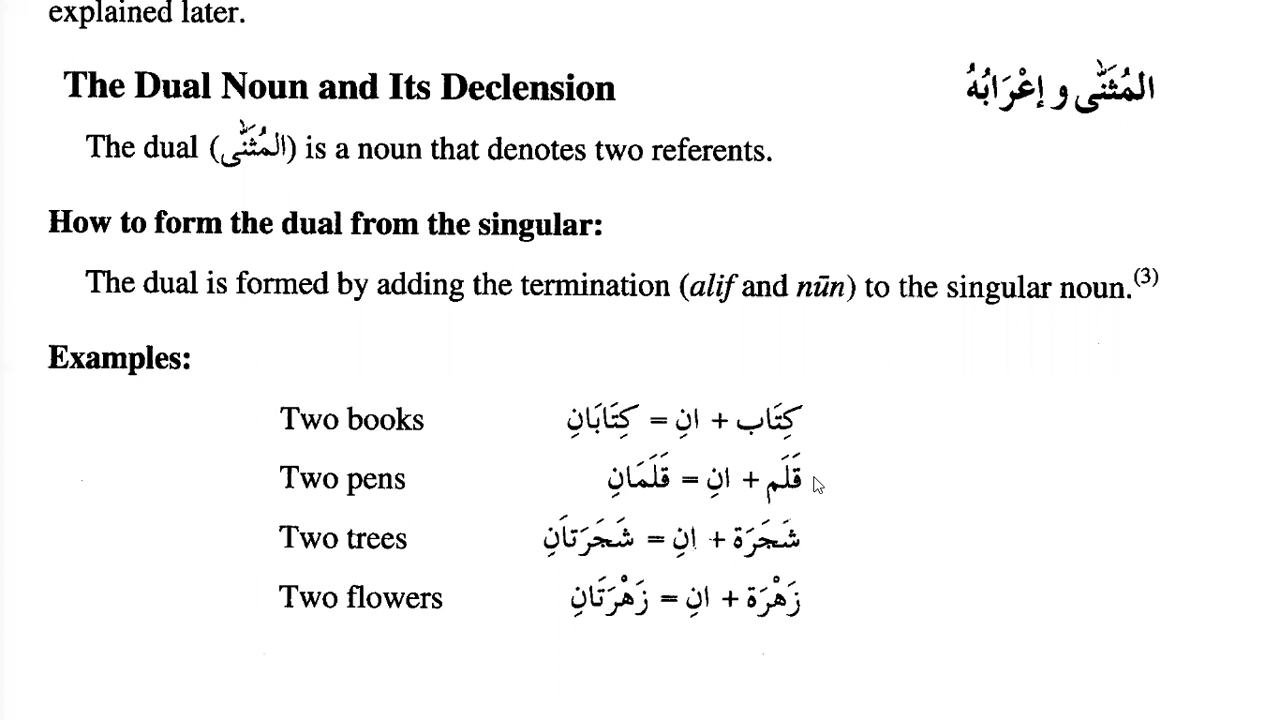 explained later.
The Dual Noun and Its Declension المُثَنَّى و إعْرَابُهُ
The dual (المُثَنَّى) is a noun that denotes two referents.
How to form the dual from the singular:
The dual is formed by adding the termination (alif and nūn) to the singular noun.(3)
Examples:
Two books كِتَاب + انِ = كِتَابَانِ
Two pens قَلَم + انِ = قَلَمَانِ
Two trees شَجَرَة + انِ = شَجَرَتاَنِ
Two flowers زَهْرَة + انِ = زَهْرَتَانِ